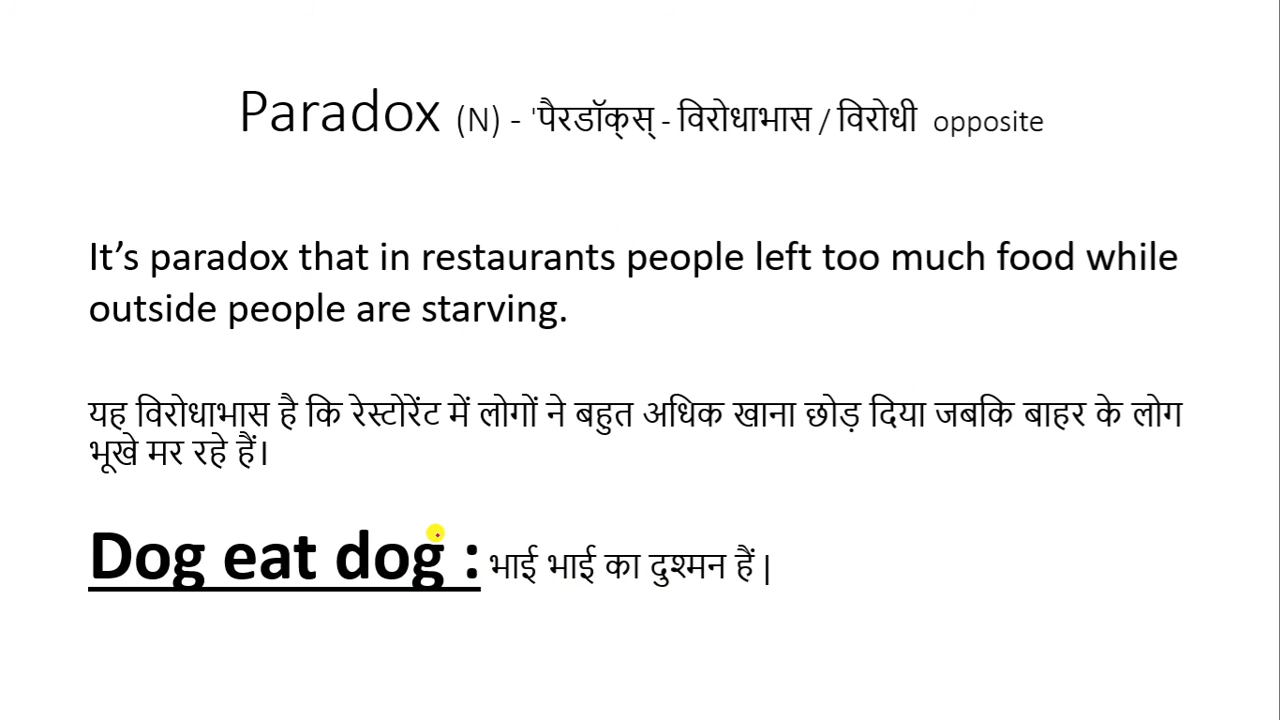 Paradox (N) - 'पैरडॉक्स् - विरोधाभास / विरोधी opposite
It’s paradox that in restaurants people left too much food while
outside people are starving.
यह विरोधाभास है कि रेस्टोरेंट में लोगों ने बहुत अधिक खाना छोड़ दिया जबकि बाहर के लोग
भूखे मर रहे हैं।
Dog eat dog : भाई भाई का दुश्मन हैं |